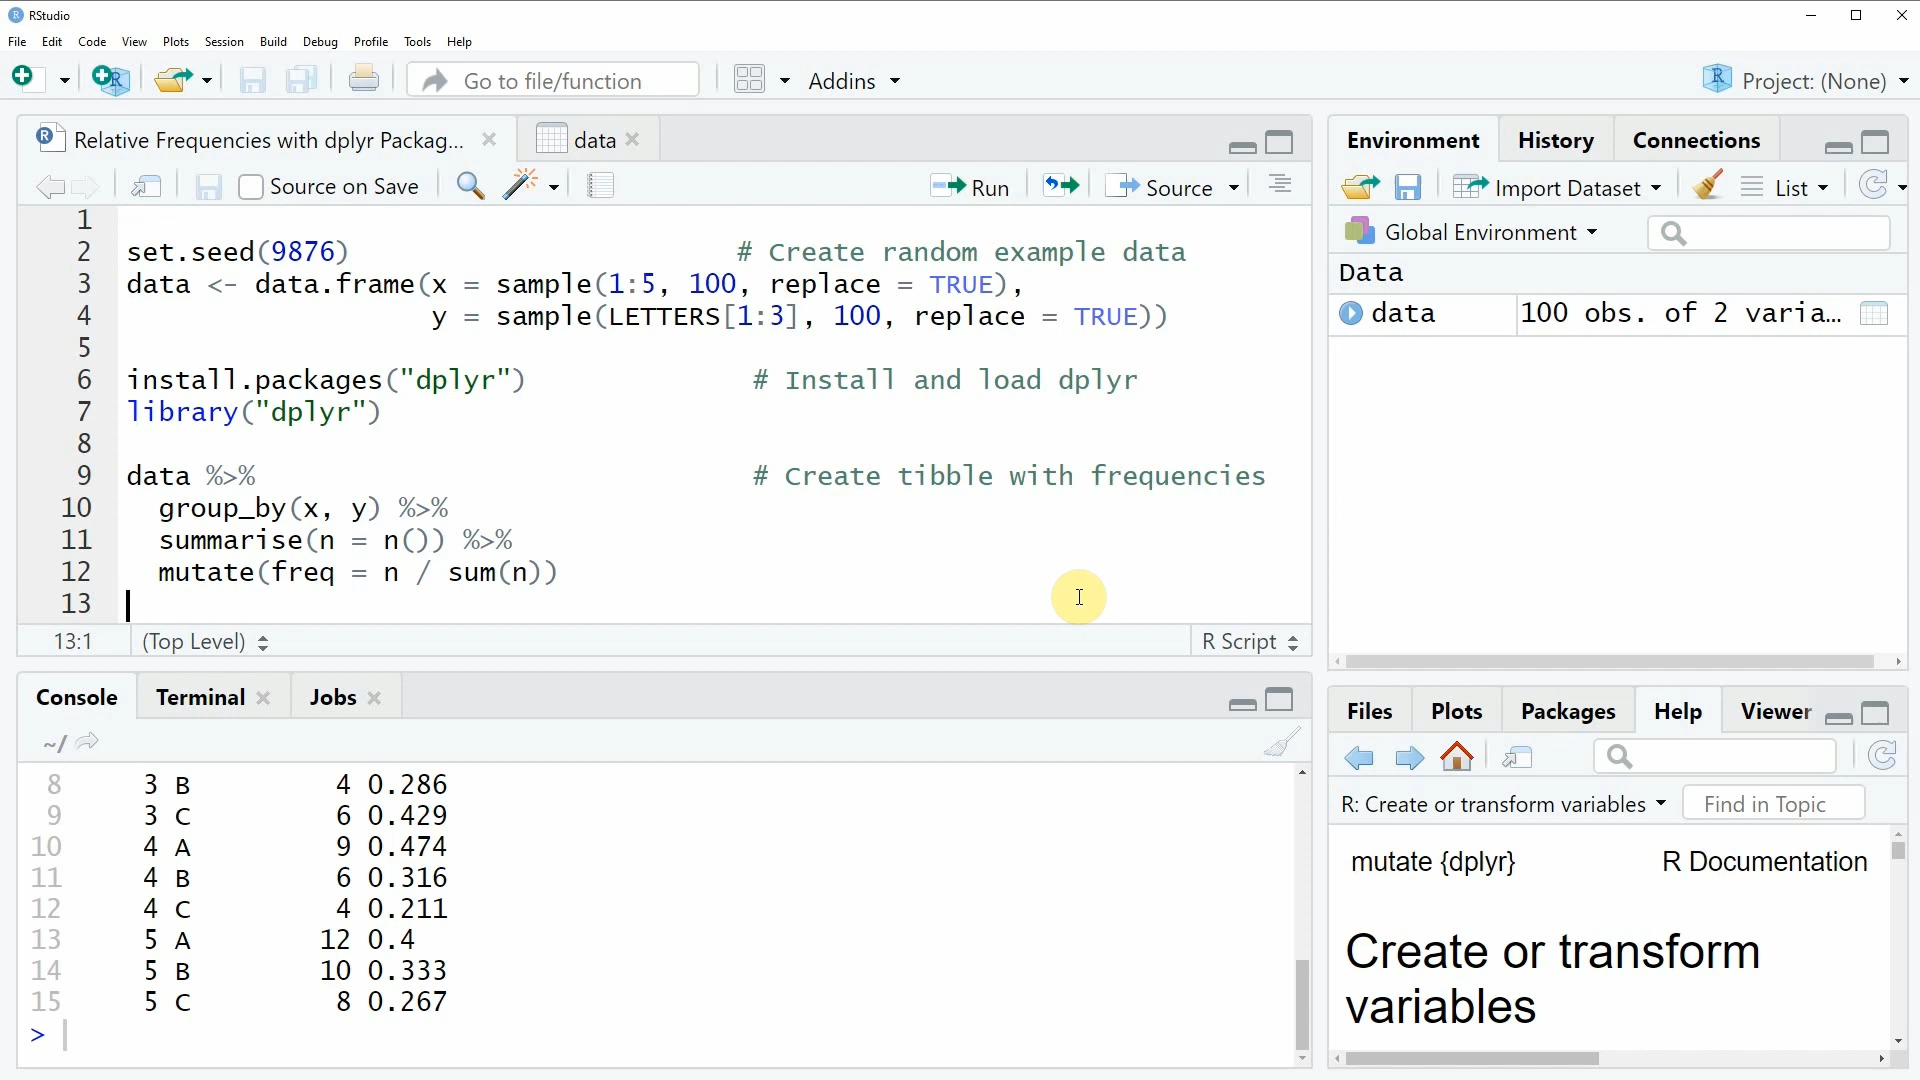 RStudio
File Edit Code View Plots Session Build Debug Profile Tools Help
Go to file/function Addins Project: (None)
Relative Frequencies with dplyr Packag... data
Source on Save Run Source
1
2 set.seed(9876) # Create random example data
3 data <- data.frame(x = sample(1:5, 100, replace = TRUE),
4 y = sample(LETTERS[1:3], 100, replace = TRUE))
5
6 install.packages("dplyr") # Install and load dplyr
7 library("dplyr")
8
9 data %>% # Create tibble with frequencies
10 group_by(x, y) %>%
11 summarise(n = n()) %>%
12 mutate(freq = n / sum(n))
13
13:1 (Top Level) R Script
Console Terminal Jobs
~/
8 3 B 4 0.286
9 3 C 6 0.429
10 4 A 9 0.474
11 4 B 6 0.316
12 4 C 4 0.211
13 5 A 12 0.4
14 5 B 10 0.333
15 5 C 8 0.267
>
Environment History Connections
Import Dataset List
Global Environment
Data
data 100 obs. of 2 varia...
Files Plots Packages Help Viewer
R: Create or transform variables Find in Topic
mutate {dplyr} R Documentation
Create or transform
variables